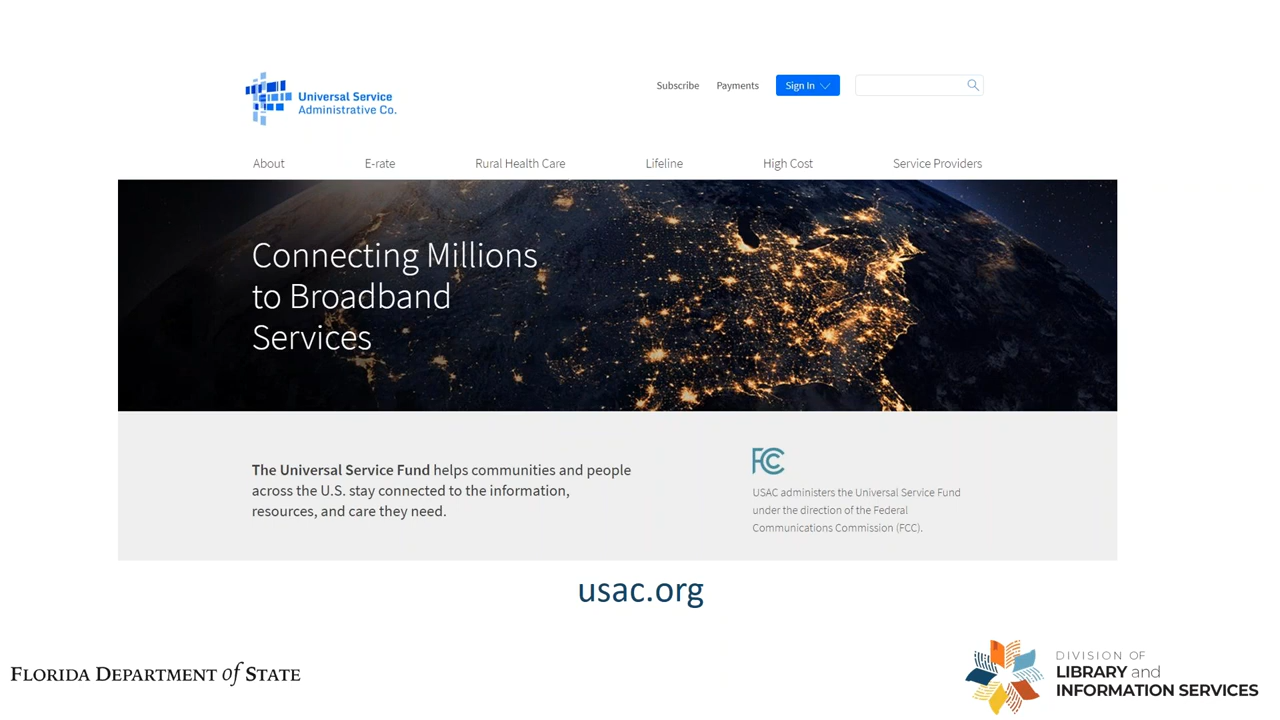 Universal Service
Administrative Co.
Subscribe Payments Sign In
About E-rate Rural Health Care Lifeline High Cost Service Providers
Connecting Millions
to Broadband
Services
The Universal Service Fund helps communities and people
across the U.S. stay connected to the information,
resources, and care they need.
FCC
USAC administers the Universal Service Fund
under the direction of the Federal
Communications Commission (FCC).
usac.org
FLORIDA DEPARTMENT of STATE
DIVISION OF
LIBRARY and
INFORMATION SERVICES